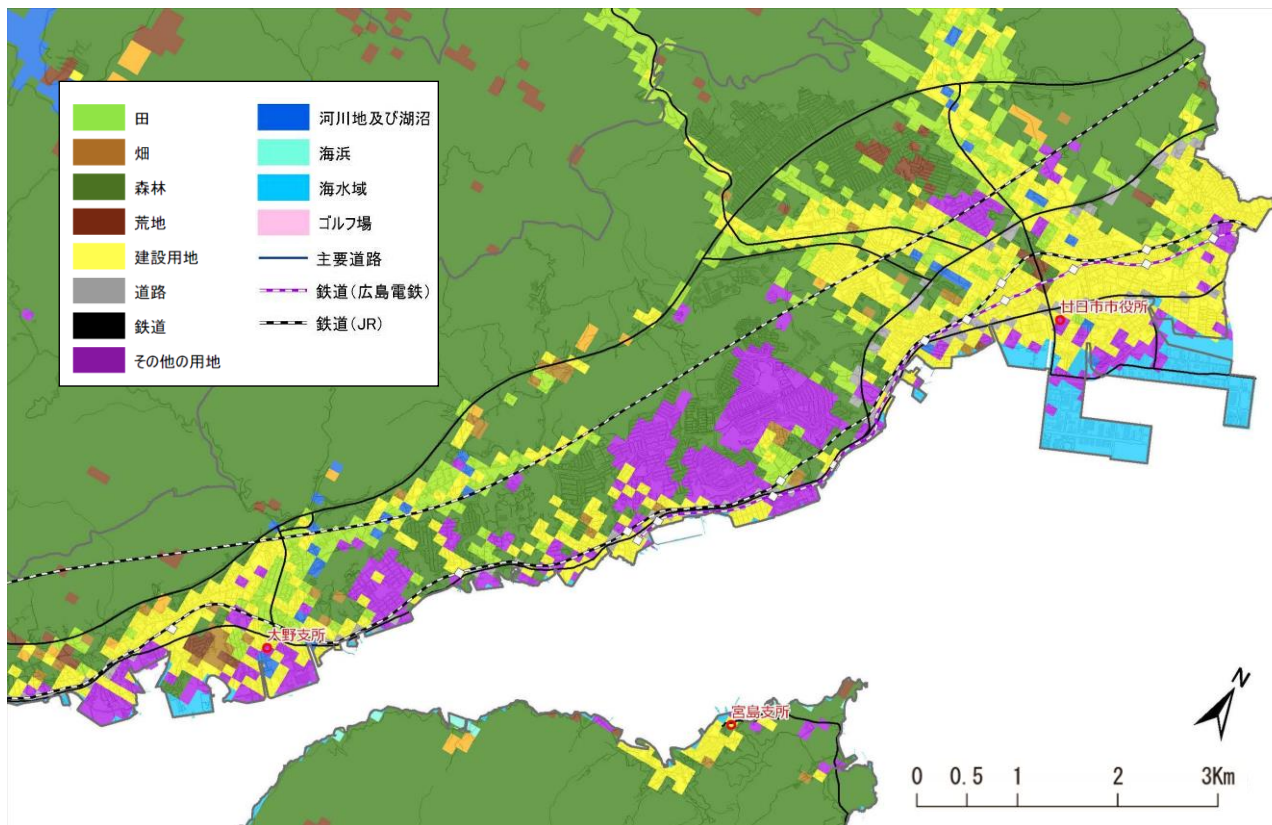 田
畑
森林
荒地
建設用地
道路
鉄道
その他の用地
河川地及び湖沼
海浜
海水域
ゴルフ場
主要道路
鉄道(広島電鉄)
鉄道(JR)
廿日市市役所
大野支所
宮島支所
N
0 0.5 1 2 3Km